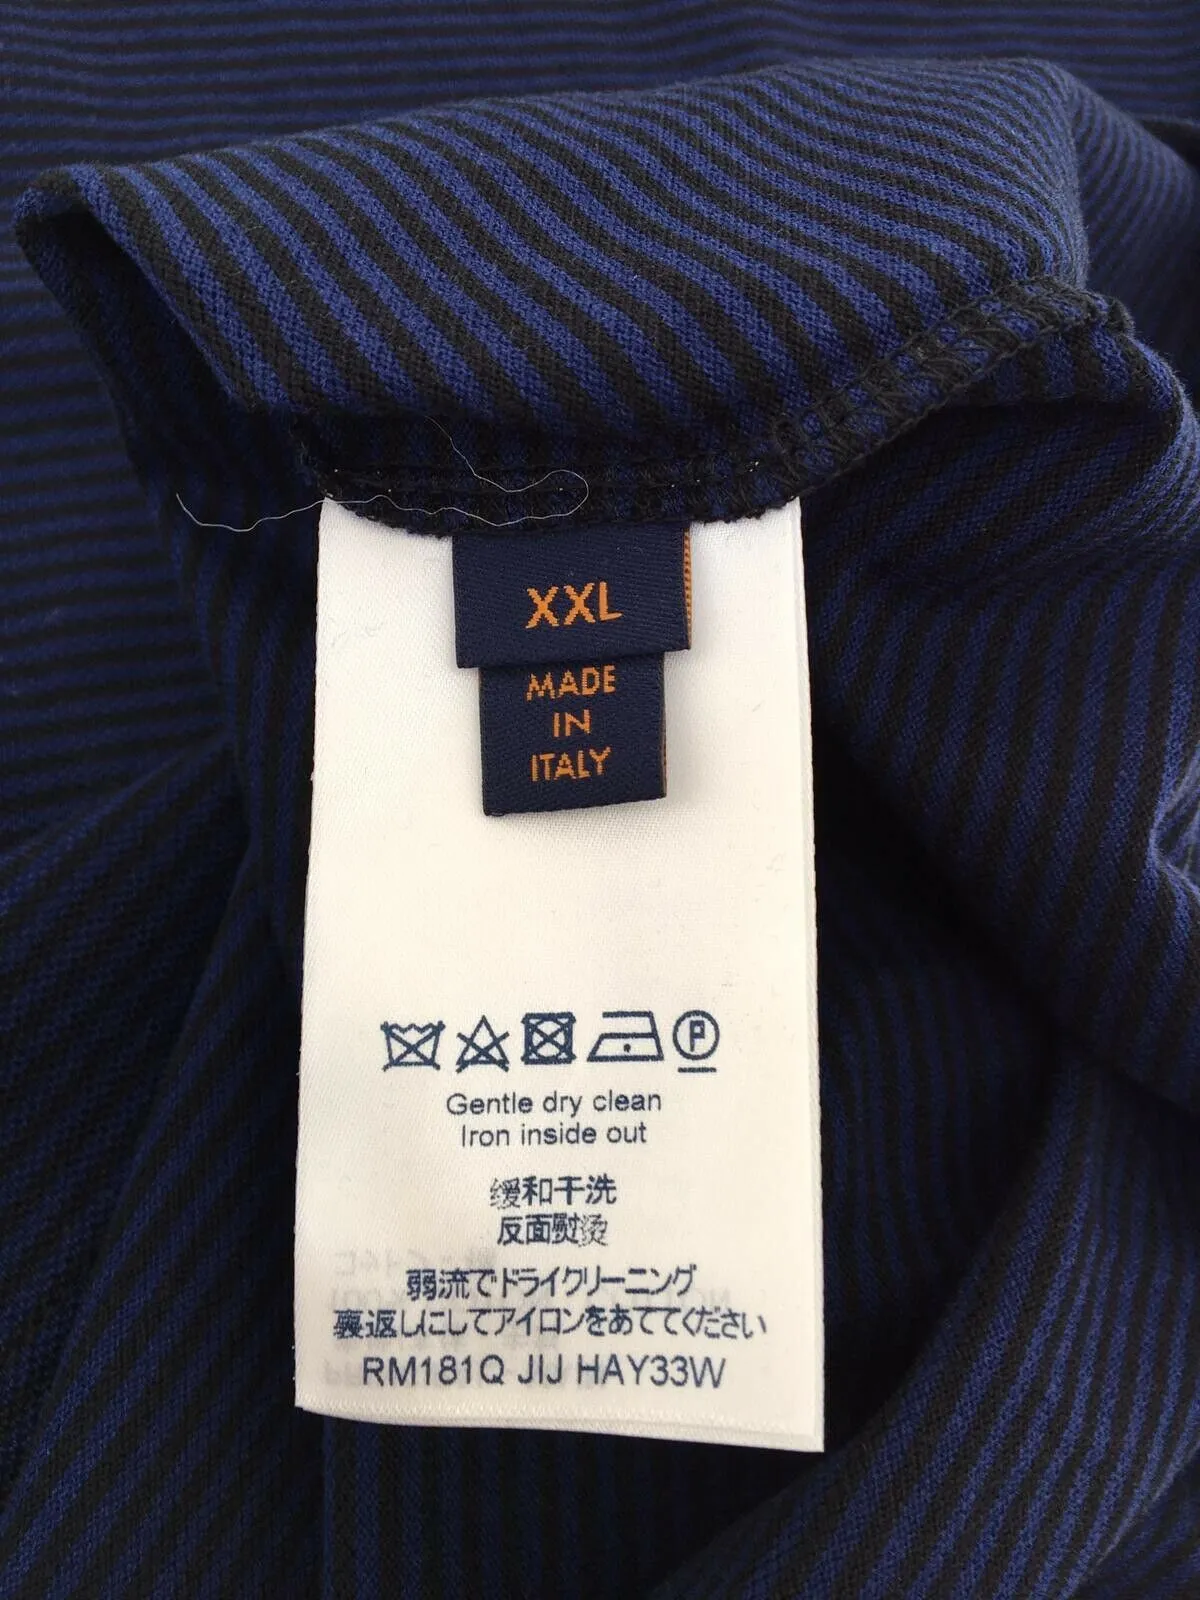 XXL
MADE
IN
ITALY
P
Gentle dry clean
Iron inside out
缓和干洗
反面熨烫
弱流でドライクリーニング
裏返しにしてアイロンをあててください
RM181Q JIJ HAY33W